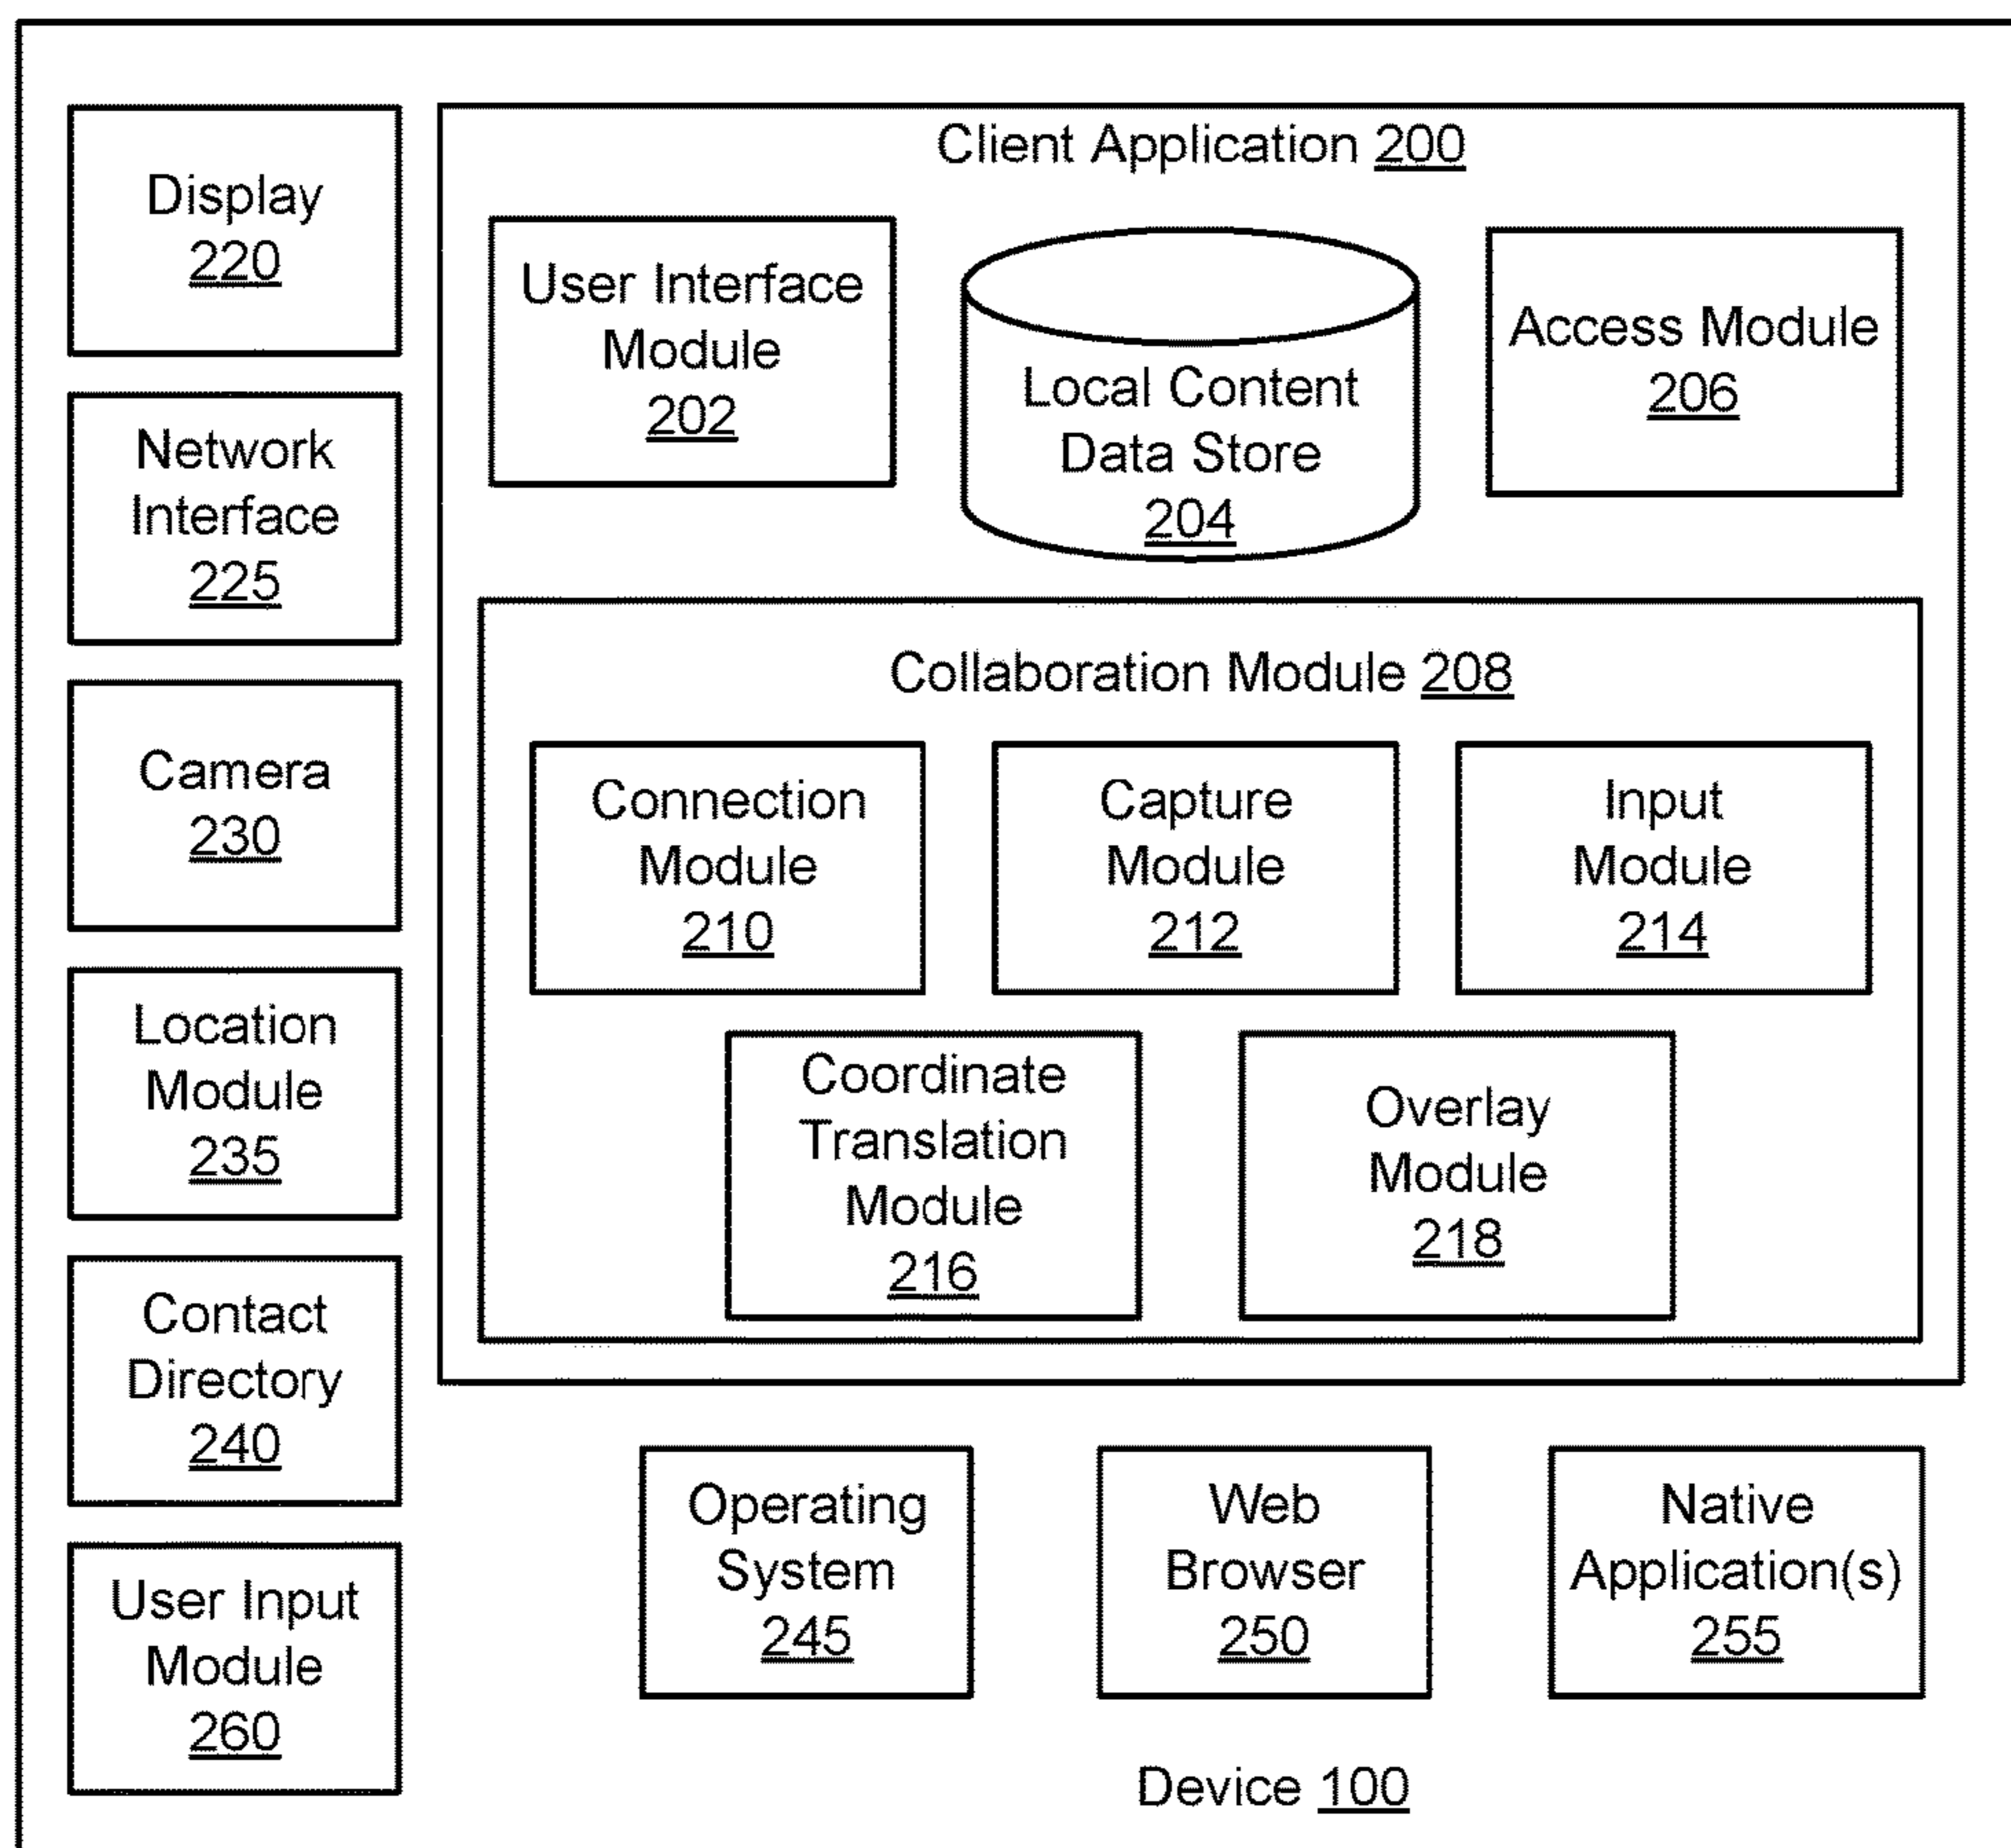 Display
220
Network
Interface
225
Camera
230
Location
Module
235
Contact
Directory
240
User Input
Module
260
Client Application 200
User Interface
Module
202
Local Content
Data Store
204
Access Module
206
Collaboration Module 208
Connection
Module
210
Capture
Module
212
Input
Module
214
Coordinate
Translation
Module
216
Overlay
Module
218
Operating
System
245
Web
Browser
250
Native
Application(s)
255
Device 100